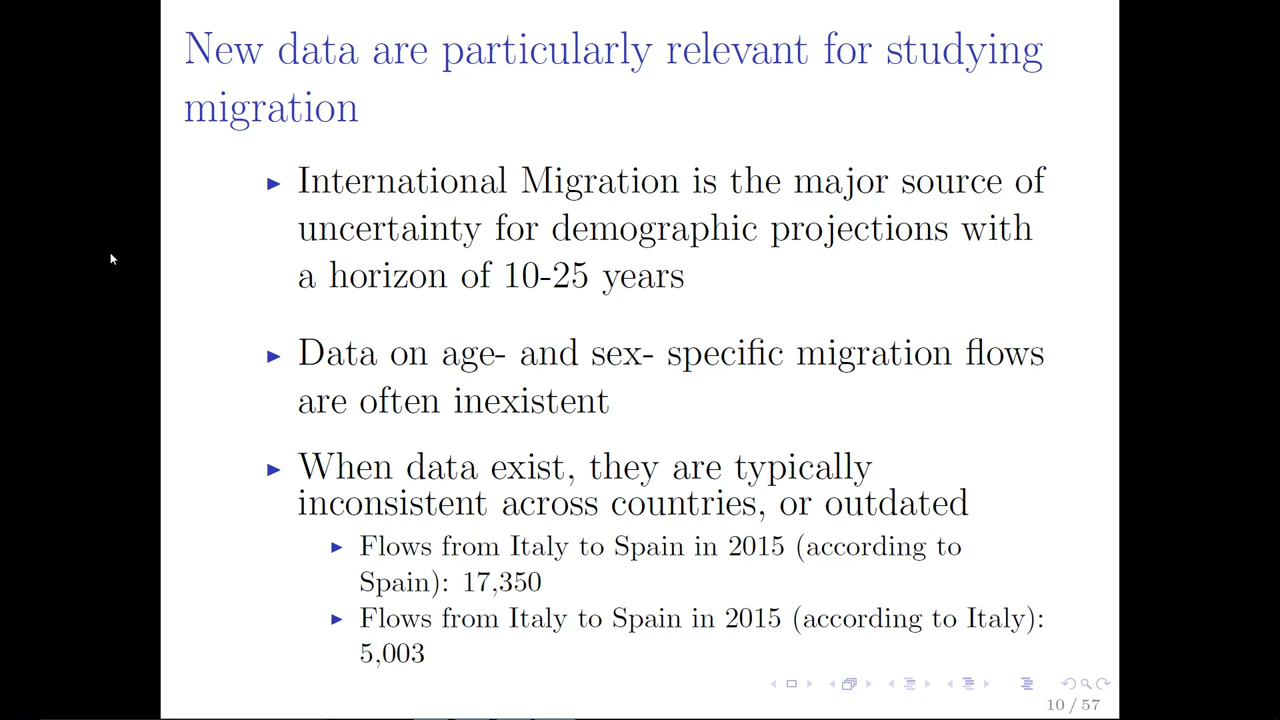 New data are particularly relevant for studying
migration
▶ International Migration is the major source of
uncertainty for demographic projections with
a horizon of 10-25 years
▶ Data on age- and sex- specific migration flows
are often inexistent
▶ When data exist, they are typically
inconsistent across countries, or outdated
▶ Flows from Italy to Spain in 2015 (according to
Spain): 17,350
▶ Flows from Italy to Spain in 2015 (according to Italy):
5,003
10 / 57